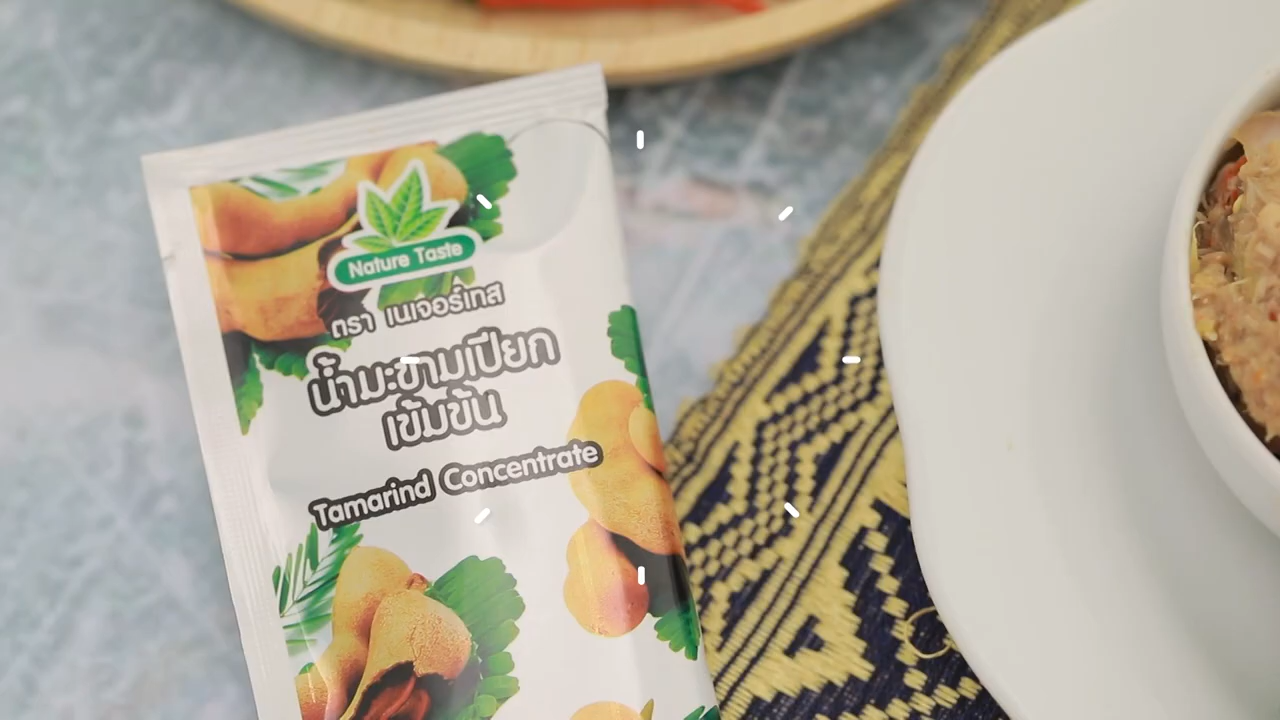 Nature Taste
ตรา เนเจอร์เทส
น้ำมะขามเปียก
เข้มข้น
Tamarind Concentrate